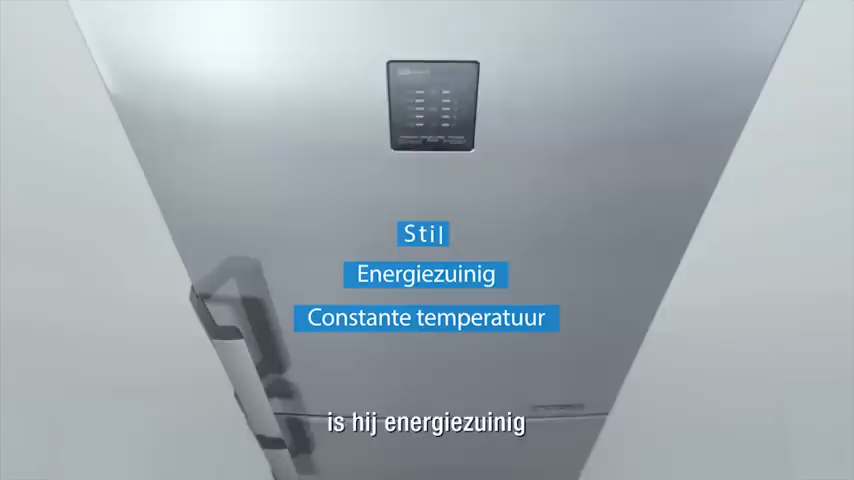 Stil
Energiezuinig
Constante temperatuur
is hij energiezuinig